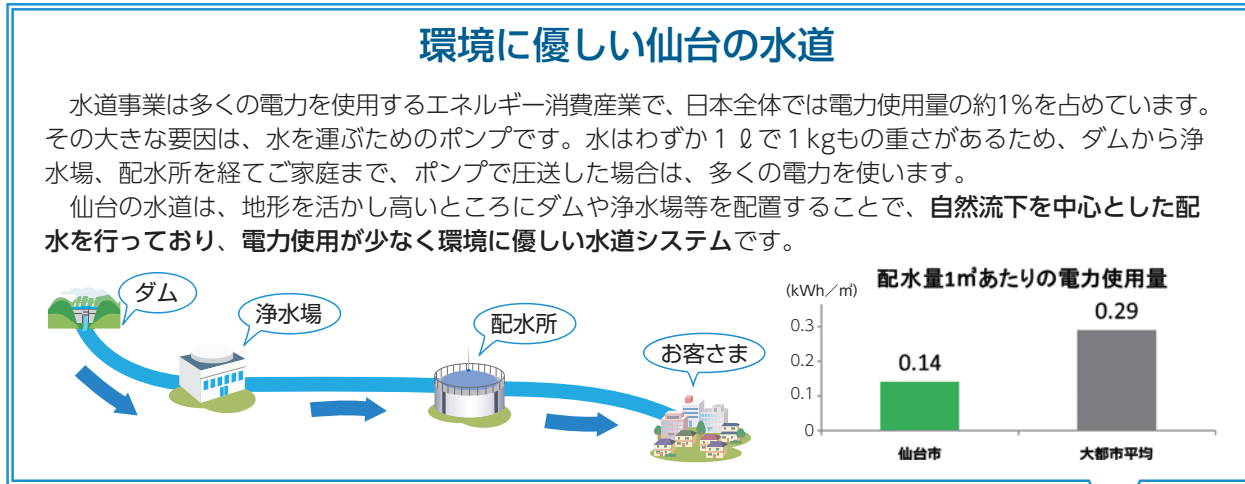 環境に優しい仙台の水道
　水道事業は多くの電力を使用するエネルギー消費産業で、日本全体では電力使用量の約1%を占めています。
その大きな要因は、水を運ぶためのポンプです。水はわずか１ℓで１kgもの重さがあるため、ダムから浄
水場、配水所を経てご家庭まで、ポンプで圧送した場合は、多くの電力を使います。
　仙台の水道は、地形を活かし高いところにダムや浄水場等を配置することで、自然流下を中心とした配
水を行っており、電力使用が少なく環境に優しい水道システムです。
ダム
浄水場
配水所
お客さま
配水量1㎥あたりの電力使用量
(kWh／㎥)
0.3
0.2
0.1
0
0.14
0.29
仙台市
大都市平均